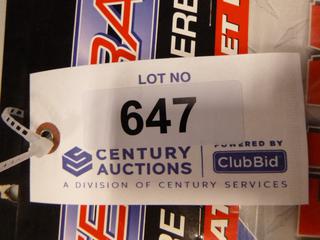 LOT NO
647
CENTURY
AUCTIONS
POWERED BY
ClubBid
A DIVISION OF CENTURY SERVICES